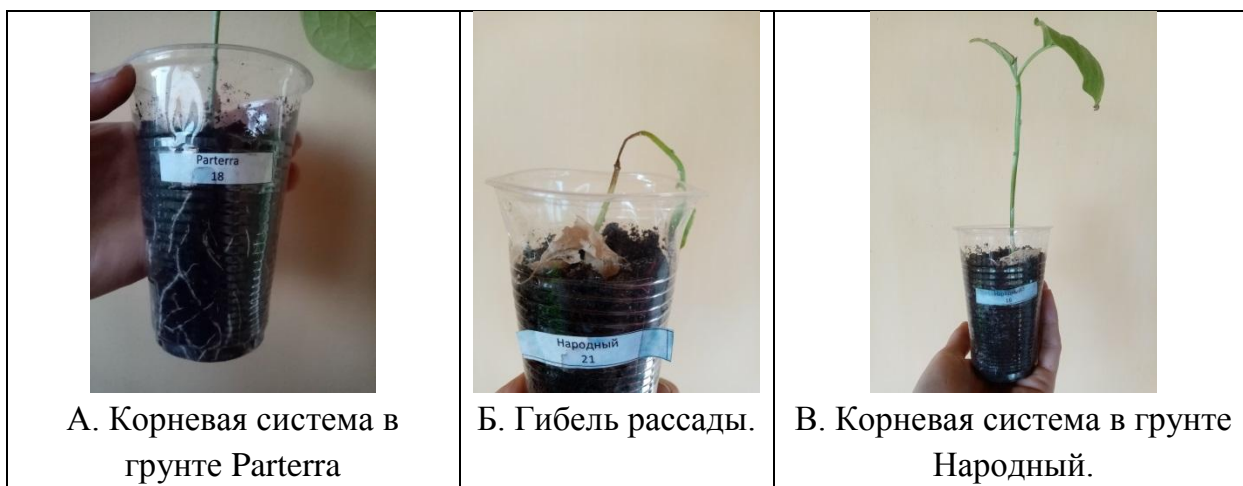 Parterra
18
Народный
21
А. Корневая система в
грунте Parterra
Б. Гибель рассады.
В. Корневая система в грунте
Народный.